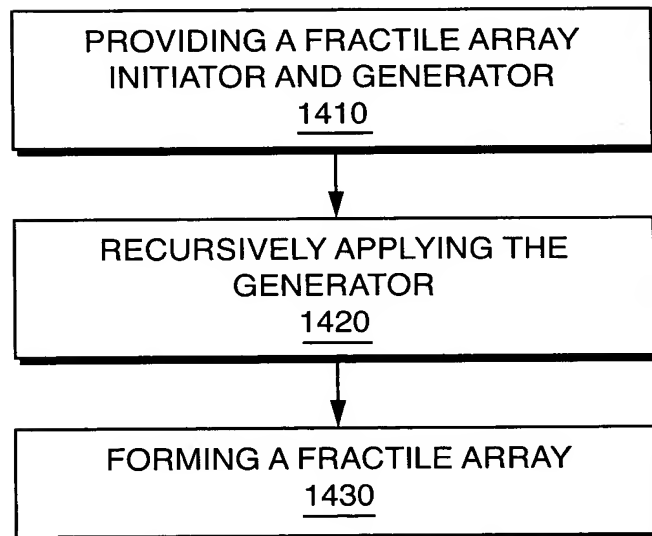 PROVIDING A FRACTILE ARRAY
INITIATOR AND GENERATOR
1410
RECURSIVELY APPLYING THE
GENERATOR
1420
FORMING A FRACTILE ARRAY
1430